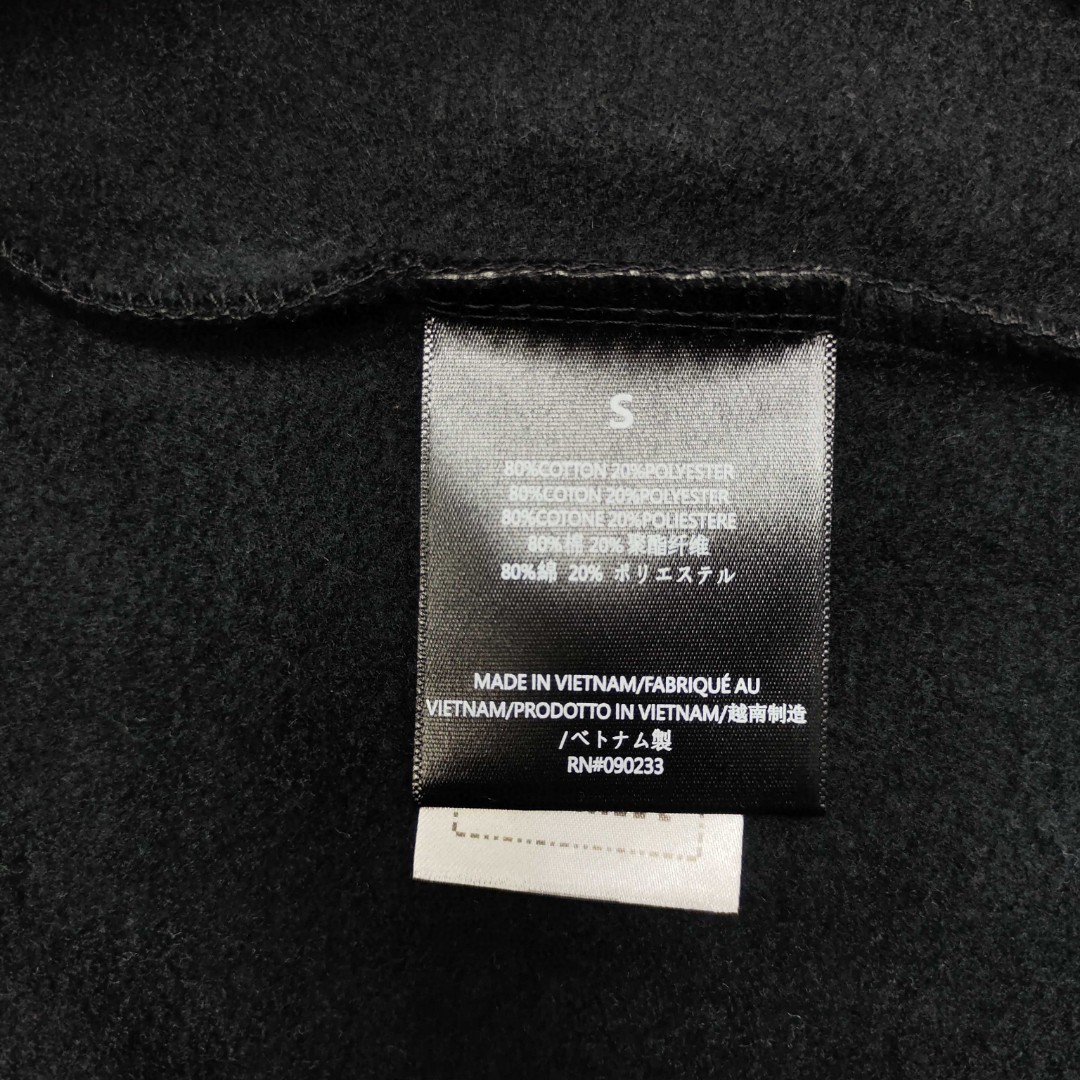 S
80%COTTON 20%POLYESTER
80%COTON 20%POLYESTER
80%COTONE 20%POLIESTERE
80%棉 20%聚酯纤维
80%綿 20% ポリエステル
MADE IN VIETNAM/FABRIQUÉ AU
VIETNAM/PRODOTTO IN VIETNAM/越南制造
/ベトナム製
RN#090233